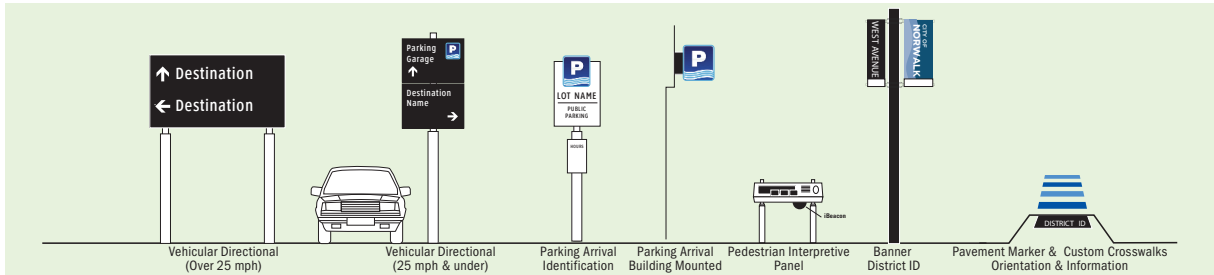 ↑ Destination
← Destination
Parking
Garage
P
↑
Destination
Name
→
P
LOT NAME
PUBLIC
PARKING
HOURS
P
iBeacon
WEST AVENUE
CITY OF
NORWALK
DISTRICT ID
Vehicular Directional
(Over 25 mph)
Vehicular Directional
(25 mph & under)
Parking Arrival
Identification
Parking Arrival
Building Mounted
Pedestrian Interpretive
Panel
Banner
District ID
Pavement Marker & Custom Crosswalks
Orientation & Information